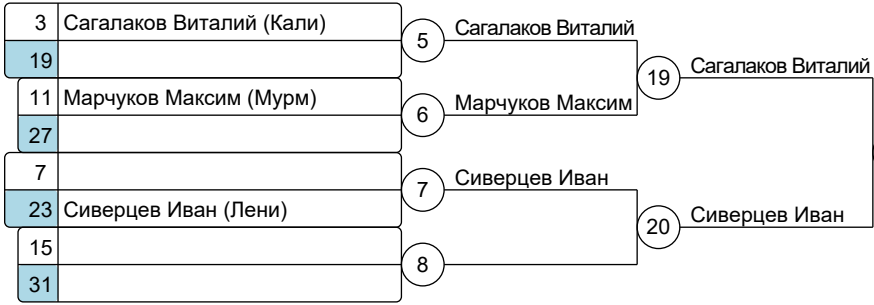 3 Сагалаков Виталий (Кали)
19
5 Сагалаков Виталий
11 Марчуков Максим (Мурм)
27
6 Марчуков Максим
19 Сагалаков Виталий
7
23 Сиверцев Иван (Лени)
7 Сиверцев Иван
15
31
8
20 Сиверцев Иван